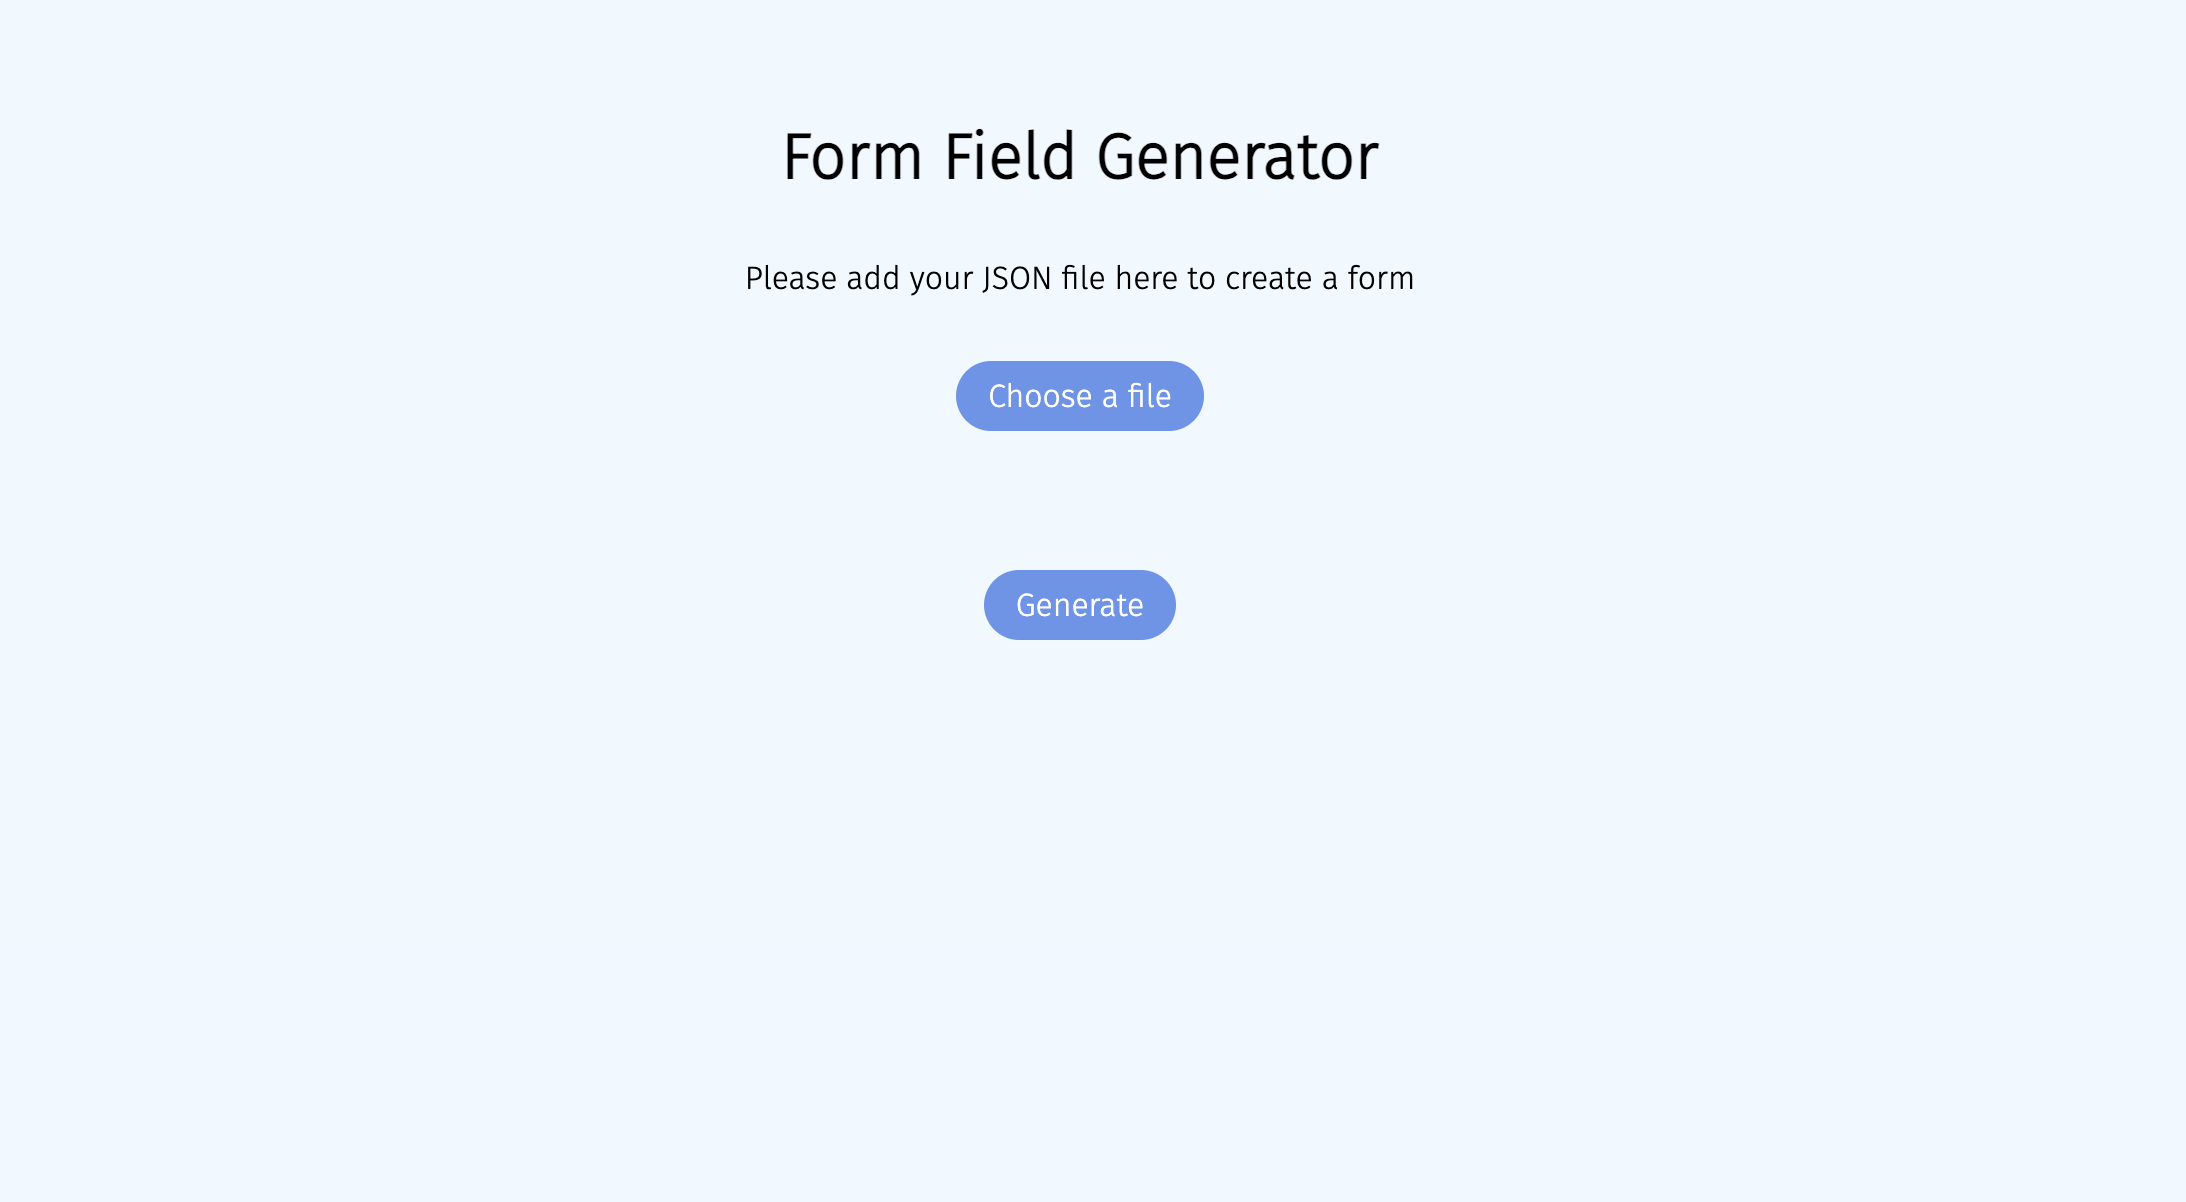 Form Field Generator
Please add your JSON file here to create a form
Choose a file
Generate